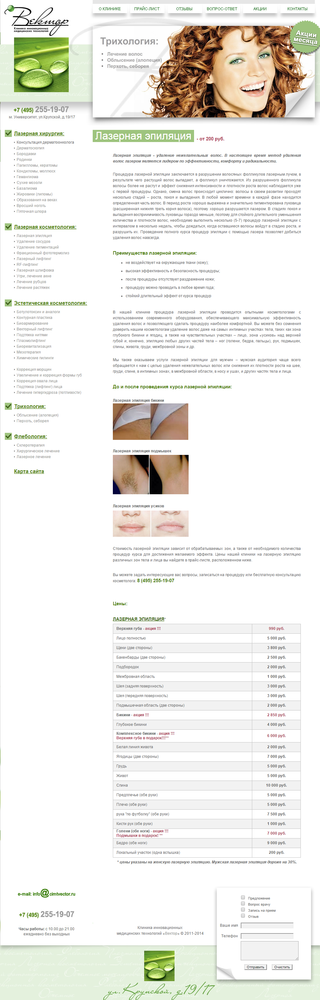 О КЛИНИКЕ
ПРАЙС-ЛИСТ
ОТЗЫВЫ
ВОПРОС-ОТВЕТ
АКЦИИ
КОНТАКТЫ
Вектор
Клиника инновационных
медицинских технологий
Трихология:
• Лечение волос
• Облысение (алопеция)
• Перхоть, себорея
Акции
месяца
+7 (495) 255-19-07
м. Университет, ул.Крупской, д.19/17
Лазерная хирургия:
Консультация дерматоонколога
Дерматоскопия
Бородавки
Родинки
Папилломы, кератомы
Кондиломы, моллюск
Гемангиома
Сухие мозоли
Базалиома
Жировики (липомы)
Образования на веках
Вросший ноготь
Пяточная шпора
Лазерная косметология:
Лазерная эпиляция
Удаление сосудов
Удаление пигментаций
Фракционный фототермолиз
Лазерный лифтинг
RF-лифтинг
Лазерная шлифовка
Угри, лечение акне
Лечение рубцов
Лечение растяжек
Эстетическая косметология:
Ботулотоксин и аналоги
Контурная пластика
Биоармирование
Векторный лифтинг
Подтяжка нитями
Плазмолифтинг
Биоревитализация
Мезотерапия
Химические пилинги
Коррекция морщин
Увеличение и коррекция формы губ
Коррекция овала лица
Подтяжка (лифтинг) лица
Лечение гипергидроза (потливости)
Трихология:
Облысение (алопеция)
Перхоть, себорея
Флебология:
Склеротерапия
Хирургическое лечение
Лазерное лечение
Карта сайта
Лазерная эпиляция - от 200 руб.
Лазерная эпиляция - удаление нежелательных волос. В настоящее время метод удаления
волос лазером является лидером по эффективности, комфорту и радикальности.
Процедура лазерной эпиляции заключается в разрушении волосяных фолликулов лазерным лучом, в
результате чего растущий волос выпадает, а фолликул уничтожается. Из разрушенного фолликула
волосы более не растут и эффект снижения интенсивности и плотности роста волос наблюдается уже
с первой процедуры. Однако, смена волос происходит циклично: волосы в своем развитии проходят
несколько стадий – роста, покоя и выпадения. В любой момент времени в каждой фазе находится
определенная часть волос. В период роста хорошо выражена и значительно пигментирована луковица
(расширенная нижняя треть корня волоса), поэтому хорошо разрушается лазером. В стадиях покоя и
выпадения восприимчивость луковицы гораздо меньше, поэтому для стойкого длительного уменьшения
количества и плотности волос, необходимо выполнить несколько (5-7) процедур лазерной эпиляции с
интервалом в несколько недель, чтобы дождаться, когда оставшиеся волосы войдут в стадию роста, и
разрушить их. Проведение полного курса процедур эпиляции с помощью лазера позволяет добиться
удаления волос навсегда.
Преимущества лазерной эпиляции:
• не воздействует на окружающие ткани (кожу);
• высокая эффективность и безопасность процедуры;
• после процедуры отсутствует раздражение кожи;
• процедуру можно проводить в любое время года;
• стойкий длительный эффект от курса процедур
В нашей клинике процедура лазерной эпиляции проводится опытными косметологами с
использованием современного оборудования, обеспечивающего максимальную эффективность
удаления волос и позволяющего сделать процедуру наиболее комфортной. Вы можете без сомнения
доверить нашим косметологам удаление волос даже на самых интимных участках тела, таких как зона
глубокого бикини и ягодиц, а также на чувствительных участках – лицо, зона «усиков» над верхней
губой и, конечно, эпиляцию любых других частей тела – ног (голени, бедра, пальцы), рук, подмышек,
спины, живота, груди, межбровной зоны и др.
Мы также оказываем услуги лазерной эпиляции для мужчин – мужская аудитория чаще всего
обращается к нам с целью удаления нежелательных волос или снижения их плотности роста на шее,
груди, спине, в интимных зонах, в межбровной области, в носу и ушах, и других частях тела и лица.
До и после проведения курса лазерной эпиляции:
Лазерная эпиляция бикини
Лазерная эпиляция подмышек
Лазерная эпиляция усиков
Стоимость лазерной эпиляции зависит от обрабатываемых зон, а также от необходимого количества
процедур курса для достижения желаемого эффекта. Цены нашей клиники на лазерную эпиляцию
различных зон тела и лица вы найдете в прайс-листе, расположенном ниже.
Вы можете задать интересующие вас вопросы, записаться на процедуру или бесплатную консультацию
косметолога: 8 (495) 255-19-07
Цены:
ЛАЗЕРНАЯ ЭПИЛЯЦИЯ*
Верхняя губа - акция !!! 990 руб.
Лицо полностью 5 000 руб.
Щеки (две стороны) 3 800 руб.
Бакенбарды (две стороны) 2 500 руб.
Подбородок 2 000 руб.
Межбровная область 1 000 руб.
Шея (задняя поверхность) 3 000 руб.
Шея (передняя поверхность) 3 000 руб.
Подмышечная область (две стороны) 2 000 руб.
Бикини - акция !!! 2 850 руб.
Глубокое бикини 4 000 руб.
Комплексное бикини - акция !!!
Верхняя губа в подарок!!!** 6 000 руб.
Белая линия живота 2 000 руб.
Ягодицы (две стороны) 7 000 руб.
Грудь 5 000 руб.
Живот 5 000 руб.
Спина 10 000 руб.
Предплечье (обе руки) 5 000 руб.
Плечо (обе руки) 5 000 руб.
рука "по футболку" (обе руки) 7 500 руб.
Кисти рук (обе руки) 1 000 руб.
Голени (обе ноги) - акция !!!
Подмышки в подарок! ** 7 000 руб.
Бедро (обе ноги) 9 000 руб.
Локальный участок (одна вспышка) 200 руб.
* цены указаны на женскую лазерную эпиляцию. Мужская лазерная эпиляция дороже на 30%.
e-mail: info@cimtvector.ru
+7 (495) 255-19-07
Часы работы: с 10.00 до 21.00
ежедневно без выходных
Клиника инновационных
медицинских технологий «Вектор» © 2011-2014
Предложение
Вопрос врачу
Запись на прием
Отзыв
Ваше имя
Телефон
Отправить
Очистить
ул.Крупской, д.19/17